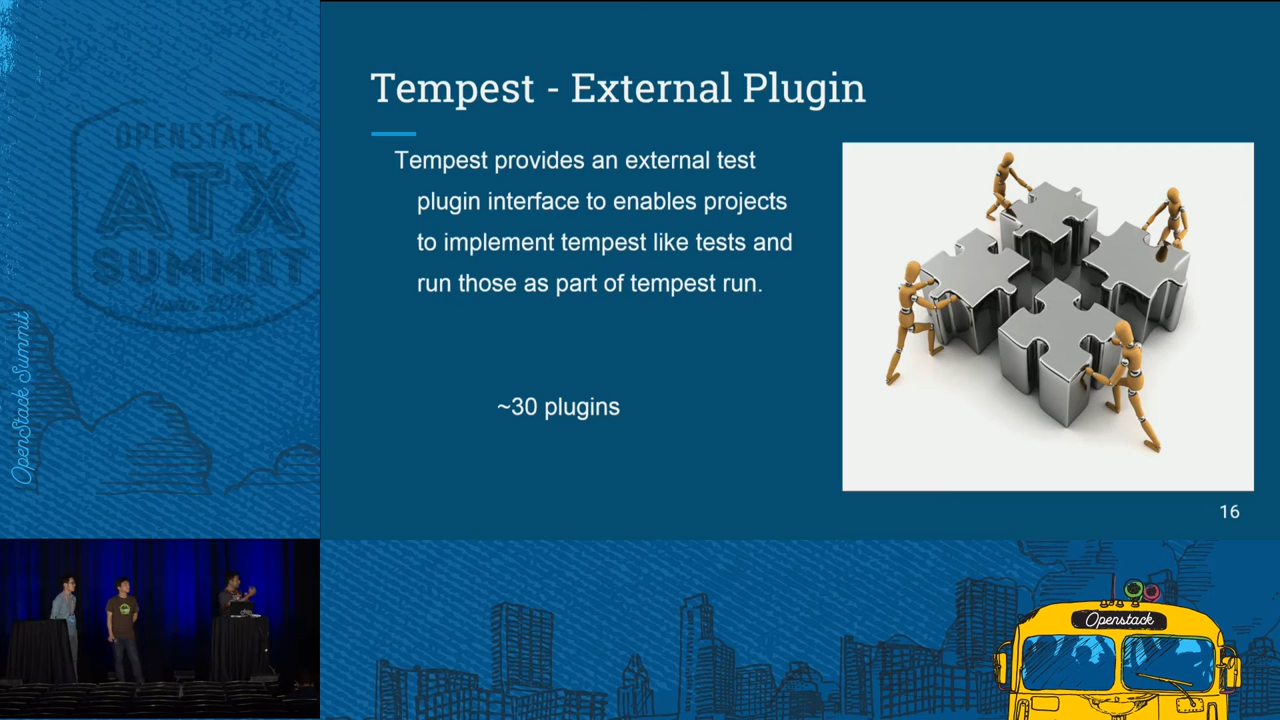 Tempest - External Plugin
Tempest provides an external test
plugin interface to enables projects
to implement tempest like tests and
run those as part of tempest run.
~30 plugins
16
OPENSTACK
ATX
SUMMIT
Austin
OpenStack Summit
Openstack